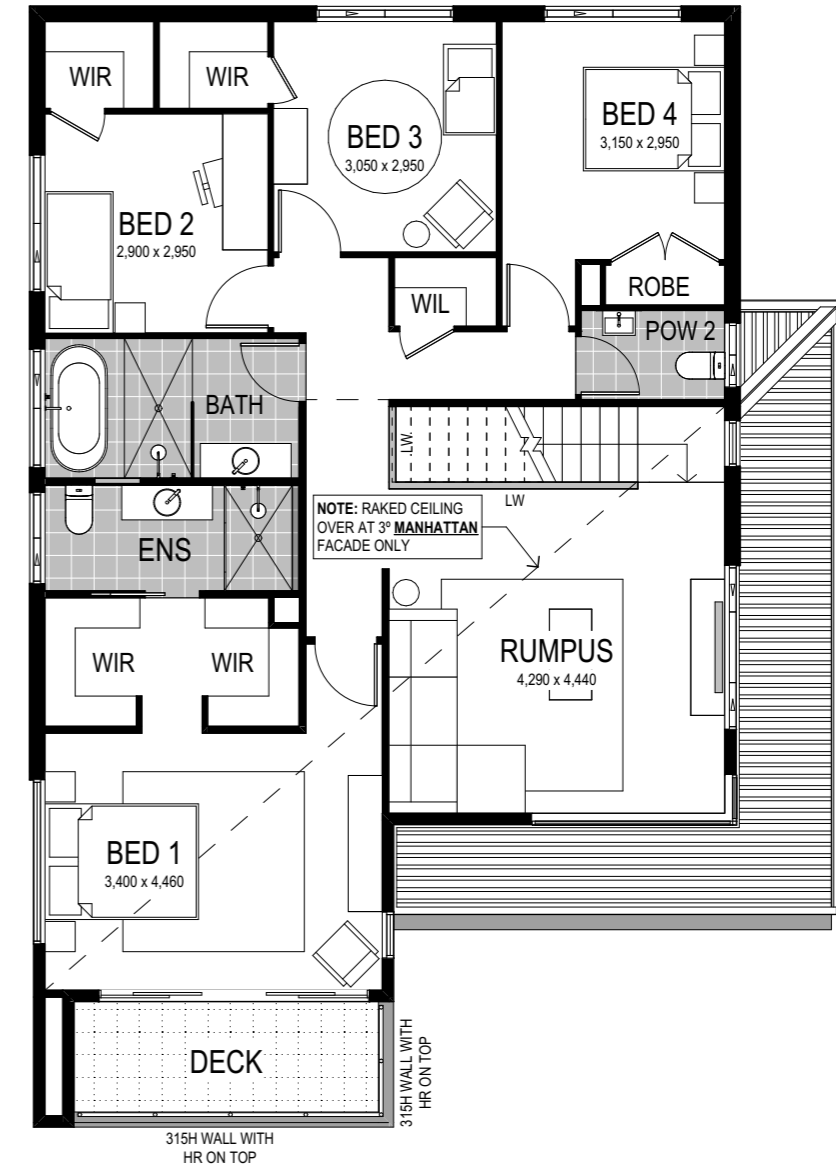 WIR
WIR
BED 3
3,050 x 2,950
BED 4
3,150 x 2,950
BED 2
2,900 x 2,950
WIL
ROBE
POW 2
BATH
LW
LW
NOTE: RAKED CEILING
OVER AT 3º MANHATTAN
FACADE ONLY
ENS
WIR
WIR
RUMPUS
4,290 x 4,440
BED 1
3,400 x 4,460
DECK
315H WALL WITH
HR ON TOP
315H WALL WITH
HR ON TOP